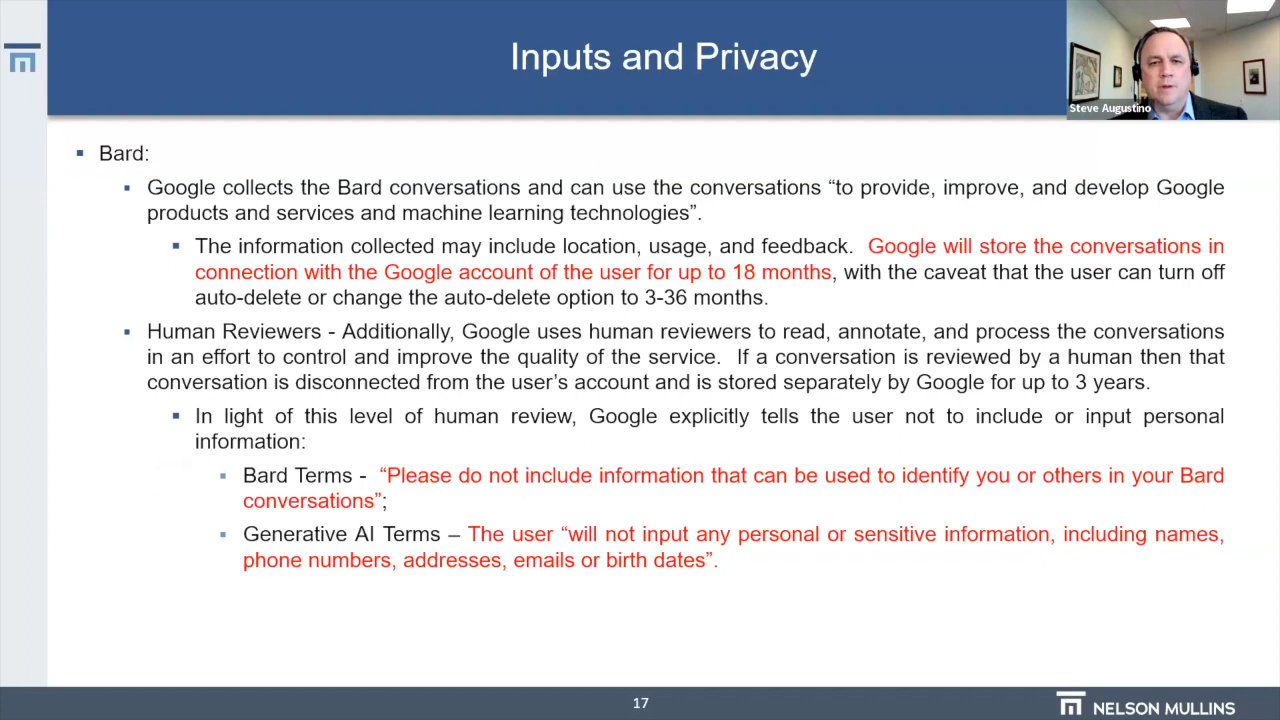 Inputs and Privacy
Steve Augustino
Bard:
Google collects the Bard conversations and can use the conversations “to provide, improve, and develop Google
products and services and machine learning technologies”.
The information collected may include location, usage, and feedback. Google will store the conversations in
connection with the Google account of the user for up to 18 months, with the caveat that the user can turn off
auto-delete or change the auto-delete option to 3-36 months.
Human Reviewers - Additionally, Google uses human reviewers to read, annotate, and process the conversations
in an effort to control and improve the quality of the service. If a conversation is reviewed by a human then that
conversation is disconnected from the user’s account and is stored separately by Google for up to 3 years.
In light of this level of human review, Google explicitly tells the user not to include or input personal
information:
Bard Terms - “Please do not include information that can be used to identify you or others in your Bard
conversations”;
Generative AI Terms – The user “will not input any personal or sensitive information, including names,
phone numbers, addresses, emails or birth dates”.
17
NELSON MULLINS